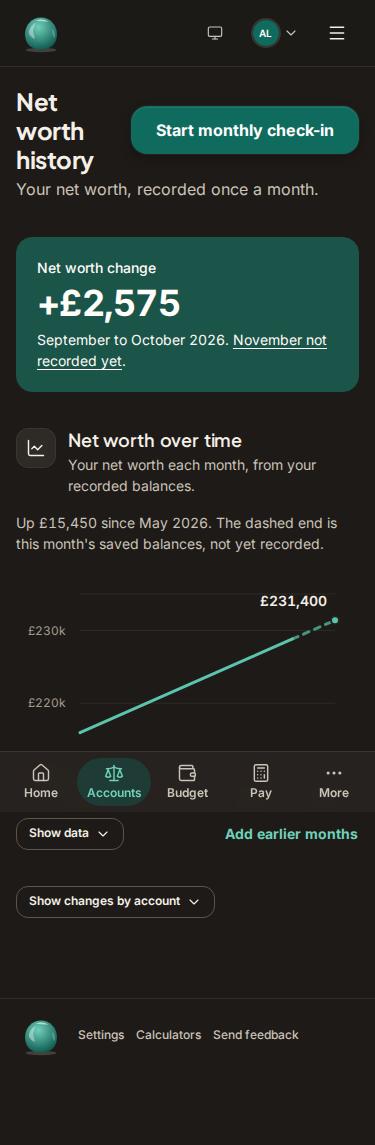 AL
Net
worth
history
Start monthly check-in
Your net worth, recorded once a month.
Net worth change
+£2,575
September to October 2026. November not
recorded yet.
Net worth over time
Your net worth each month, from your
recorded balances.
Up £15,450 since May 2026. The dashed end is
this month's saved balances, not yet recorded.
£231,400
£230k
£220k
Home Accounts Budget Pay More
Show data Add earlier months
Show changes by account
Settings Calculators Send feedback